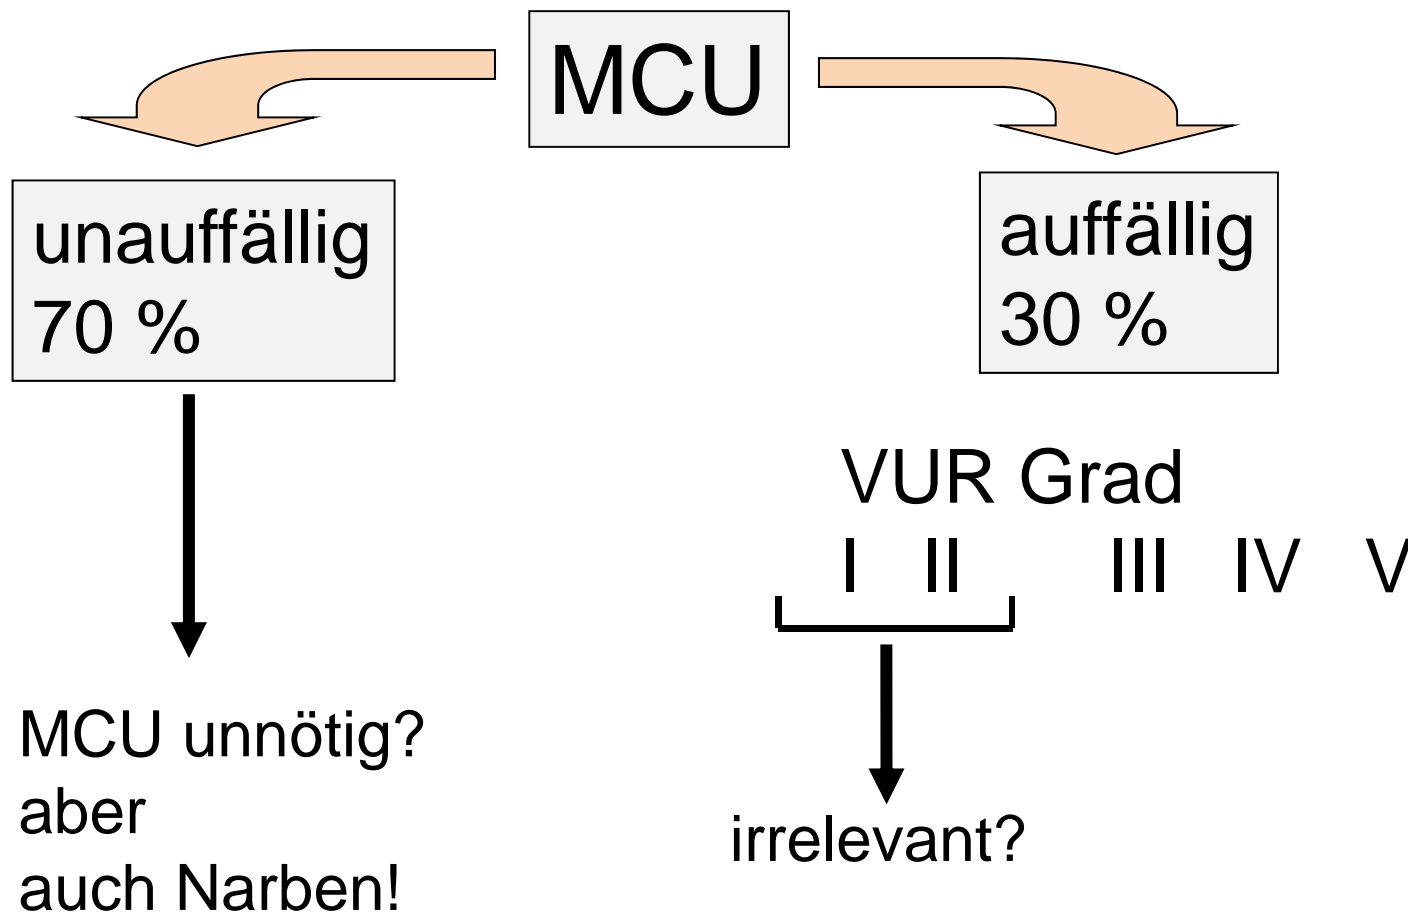 MCU
unauffällig
70 %
auffällig
30 %
VUR Grad
I II III IV V
MCU unnötig?
aber
auch Narben!
irrelevant?